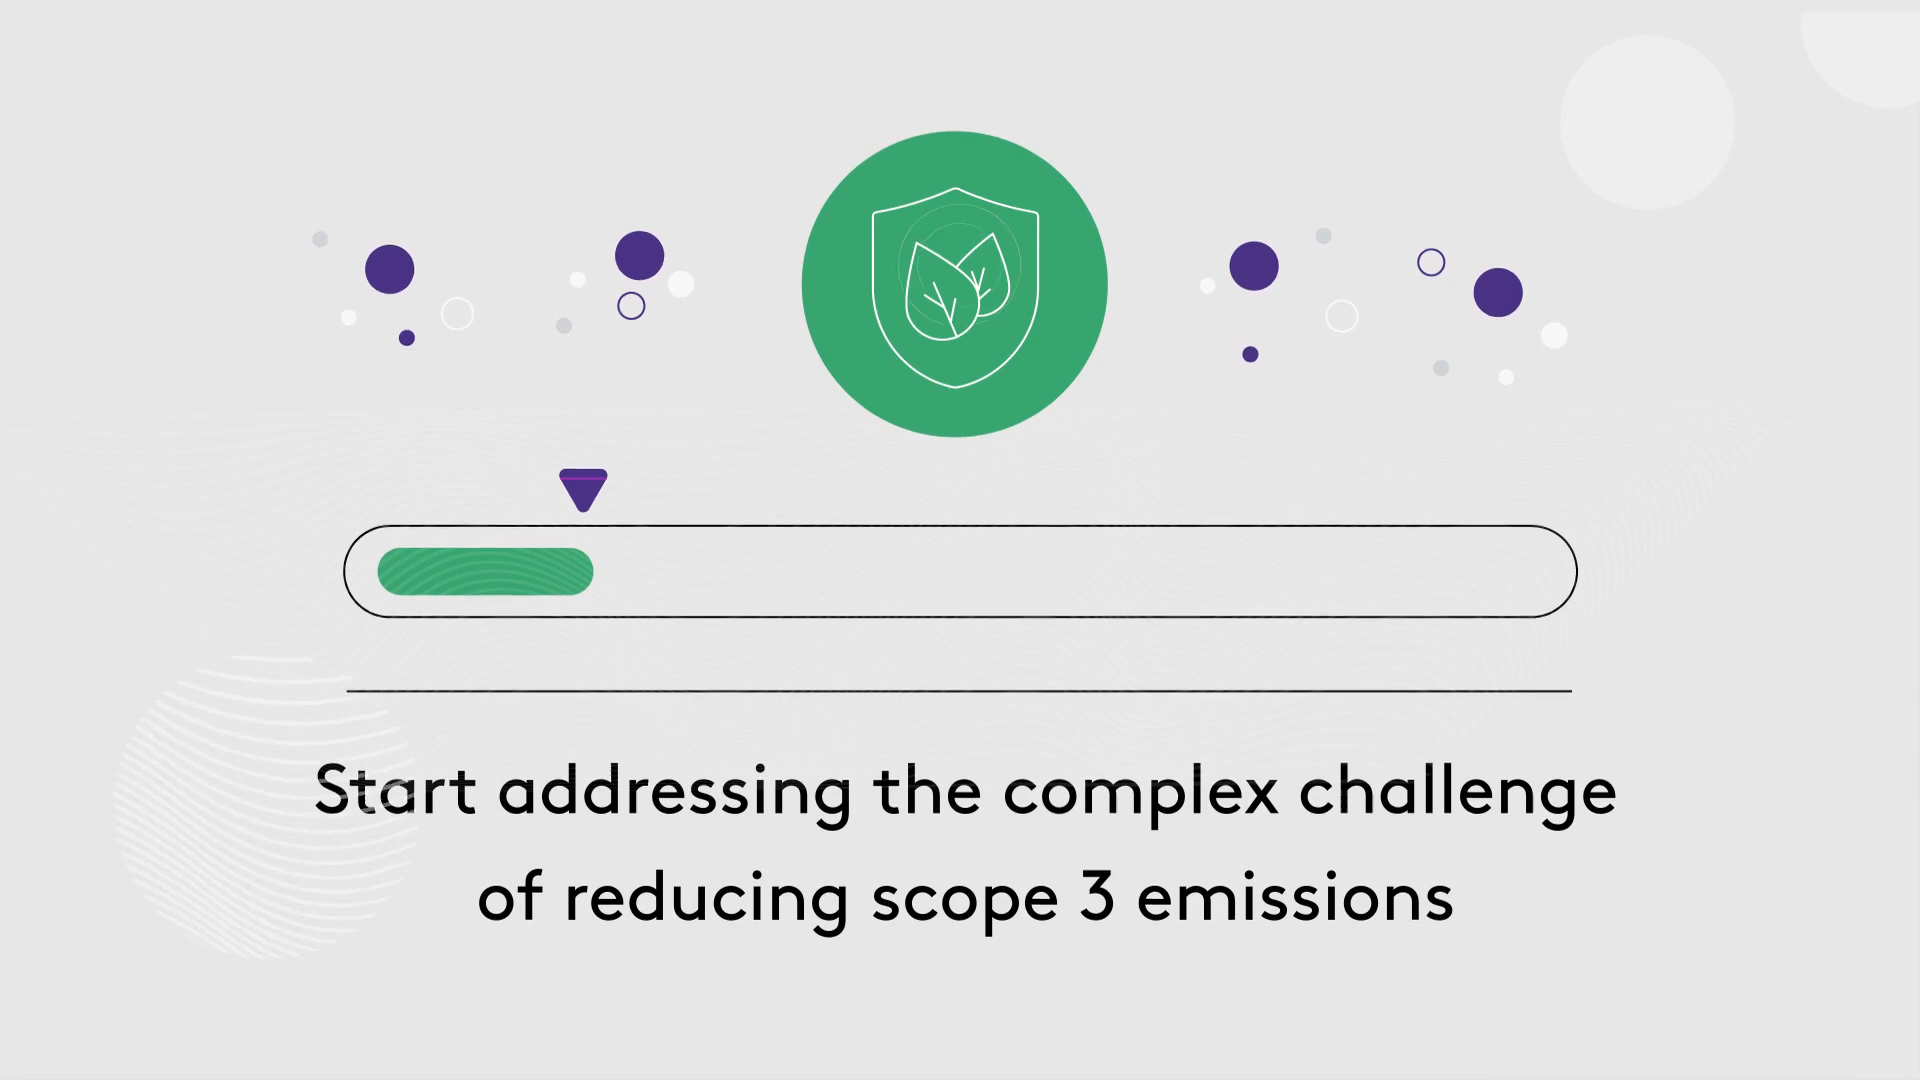 Start addressing the complex challenge
of reducing scope 3 emissions